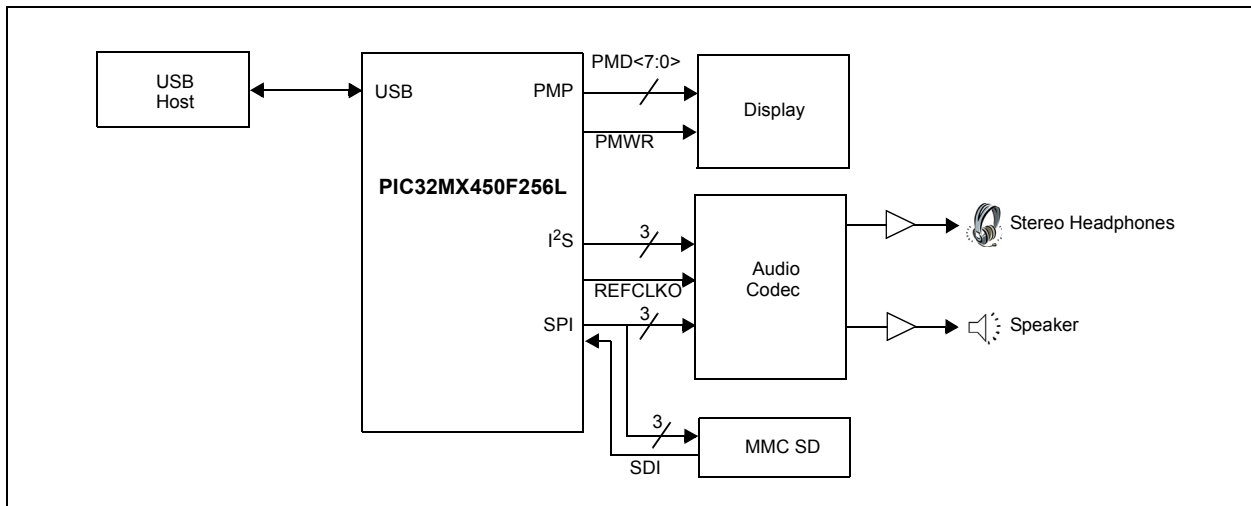 USB
Host
USB
PMP
PMD<7:0>
PMWR
Display
PIC32MX450F256L
I²S
3
REFCLKO
SPI
3
Audio
Codec
Stereo Headphones
Speaker
3
SDI
MMC SD